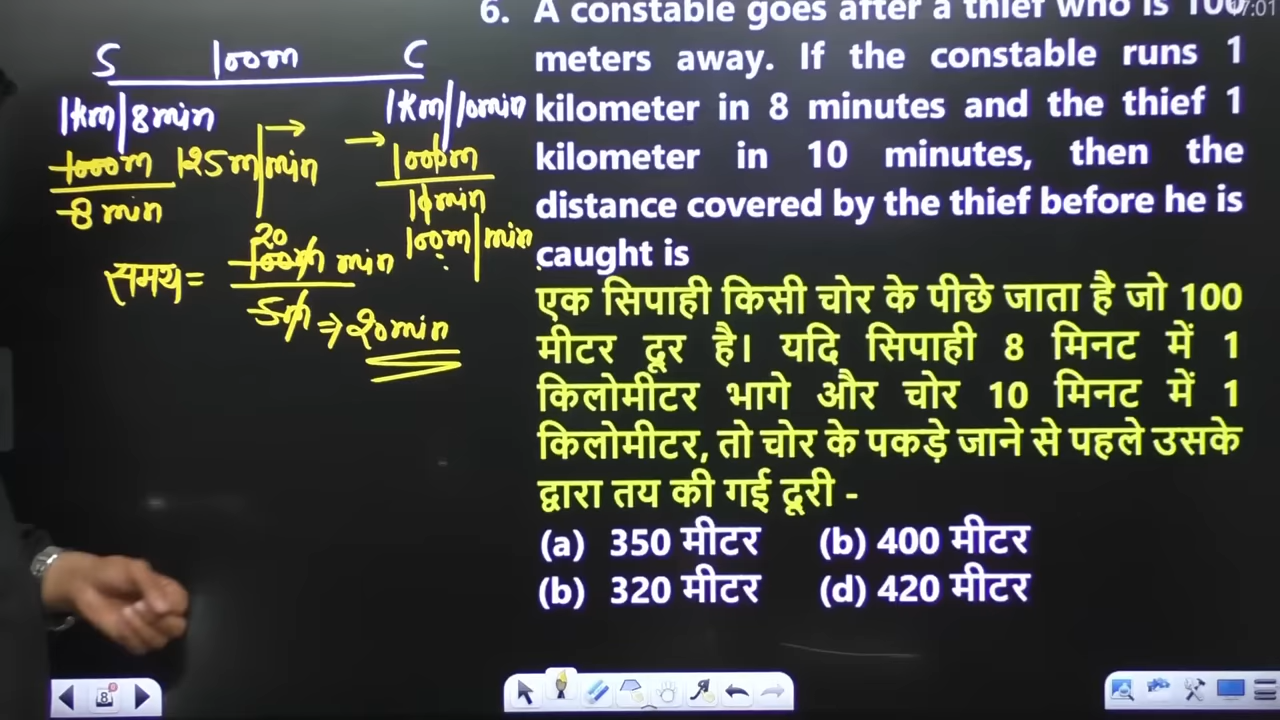 6. A constable goes after a thief who is 100
meters away. If the constable runs 1
kilometer in 8 minutes and the thief 1
kilometer in 10 minutes, then the
distance covered by the thief before he is
caught is
एक सिपाही किसी चोर के पीछे जाता है जो 100
मीटर दूर है। यदि सिपाही 8 मिनट में 1
किलोमीटर भागे और चोर 10 मिनट में 1
किलोमीटर, तो चोर के पकड़े जाने से पहले उसके
द्वारा तय की गई दूरी -
(a) 350 मीटर (b) 400 मीटर
(b) 320 मीटर (d) 420 मीटर
S 100m C
1km/8min 1km/10min
1000m 125m/min → → 1000m
8 min 10min
100m/min
20
समय = 100m min
5m ⇒ 20min
8